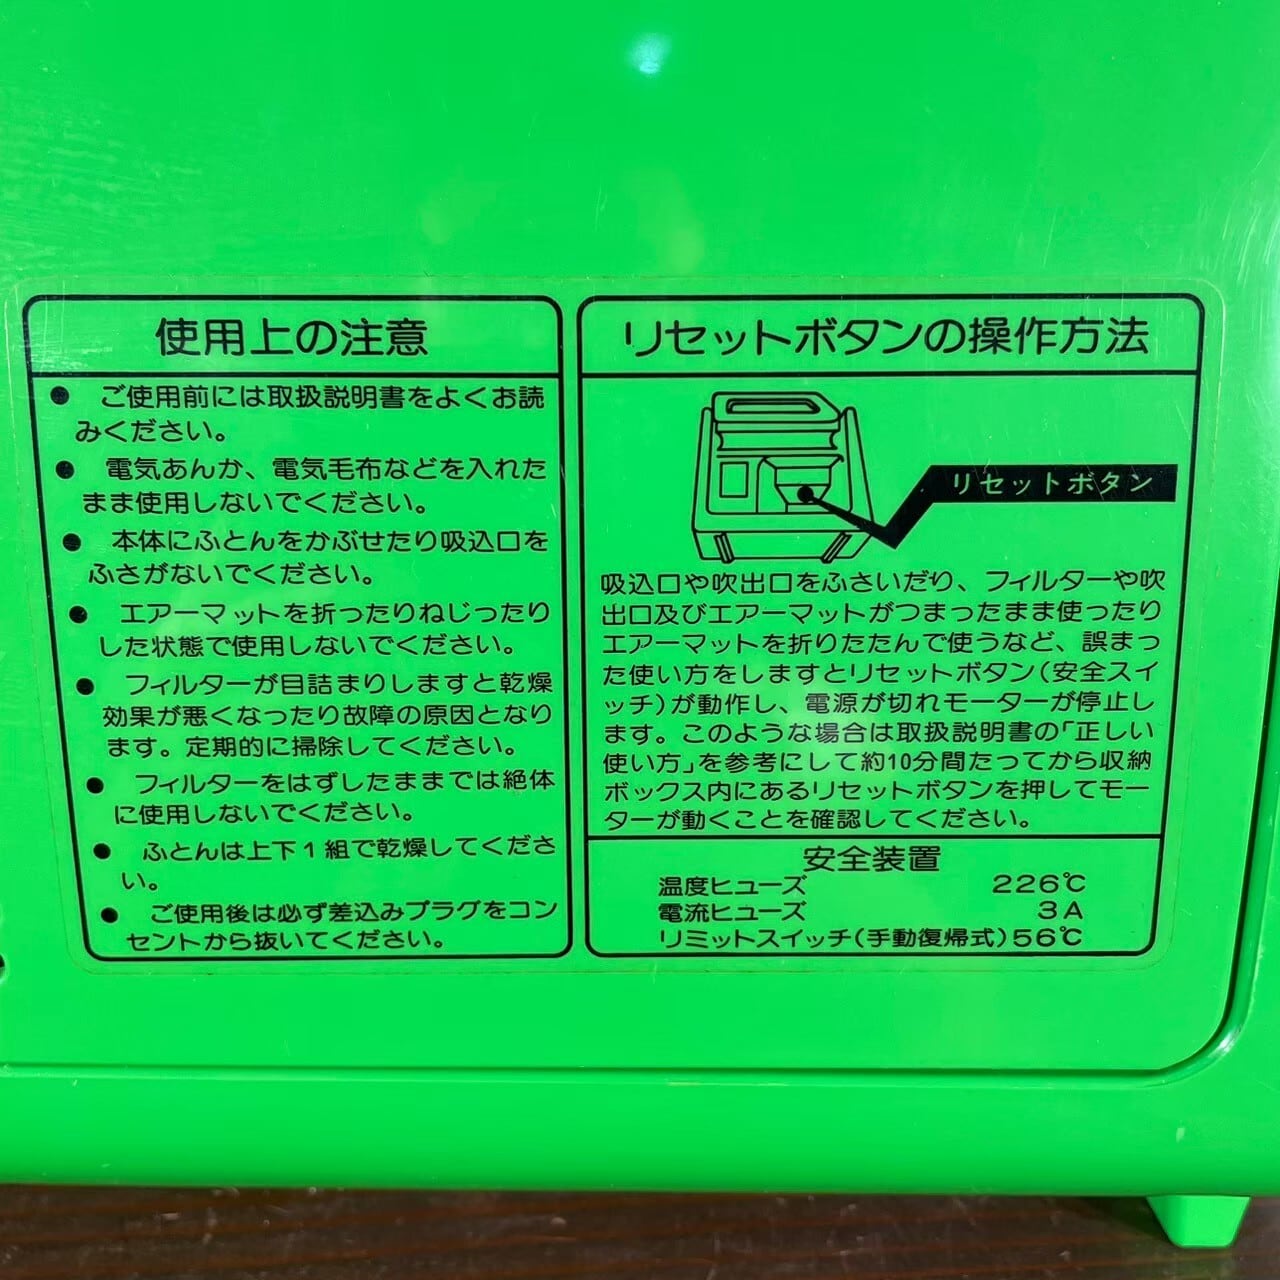 使用上の注意
● ご使用前には取扱説明書をよくお読
みください。
● 電気あんか、電気毛布などを入れた
まま使用しないでください。
● 本体にふとんをかぶせたり吸込口を
ふさがないでください。
● エアーマットを折ったりねじったり
した状態で使用しないでください。
● フィルターが目詰まりしますと乾燥
効果が悪くなったり故障の原因となり
ます。定期的に掃除してください。
● フィルターをはずしたままでは絶体
に使用しないでください。
● ふとんは上下1組で乾燥してくださ
い。
● ご使用後は必ず差込みプラグをコン
セントから抜いてください。
リセットボタンの操作方法
リセットボタン
吸込口や吹出口をふさいだり、フィルターや吹
出口及びエアーマットがつまったまま使ったり
エアーマットを折りたたんで使うなど、誤まっ
た使い方をしますとリセットボタン(安全スイ
ッチ)が動作し、電源が切れモーターが停止し
ます。このような場合は取扱説明書の「正しい
使い方」を参考にして約10分間たってから収納
ボックス内にあるリセットボタンを押してモー
ターが動くことを確認してください。
安全装置
温度ヒューズ 226℃
電流ヒューズ 3A
リミットスイッチ(手動復帰式)56℃